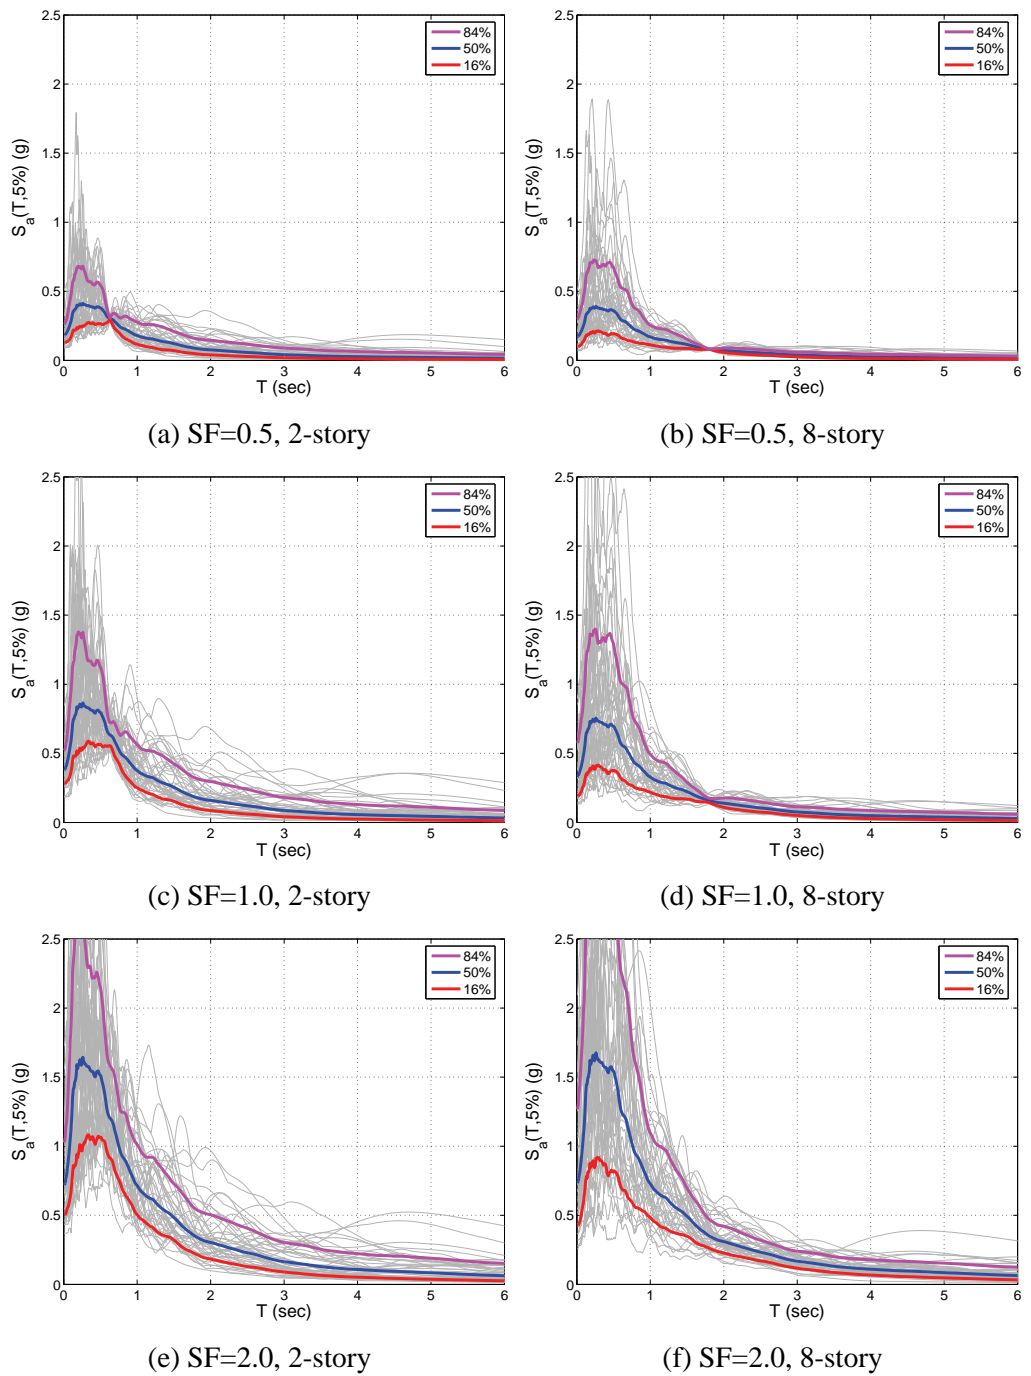 2.5
2
1.5
1
0.5
0
0 1 2 3 4 5 6
S_a(T,5%) (g)
T (sec)
84%
50%
16%
(a) SF=0.5, 2-story
2.5
2
1.5
1
0.5
0
0 1 2 3 4 5 6
S_a(T,5%) (g)
T (sec)
84%
50%
16%
(b) SF=0.5, 8-story
2.5
2
1.5
1
0.5
0
0 1 2 3 4 5 6
S_a(T,5%) (g)
T (sec)
84%
50%
16%
(c) SF=1.0, 2-story
2.5
2
1.5
1
0.5
0
0 1 2 3 4 5 6
S_a(T,5%) (g)
T (sec)
84%
50%
16%
(d) SF=1.0, 8-story
2.5
2
1.5
1
0.5
0
0 1 2 3 4 5 6
S_a(T,5%) (g)
T (sec)
84%
50%
16%
(e) SF=2.0, 2-story
2.5
2
1.5
1
0.5
0
0 1 2 3 4 5 6
S_a(T,5%) (g)
T (sec)
84%
50%
16%
(f) SF=2.0, 8-story